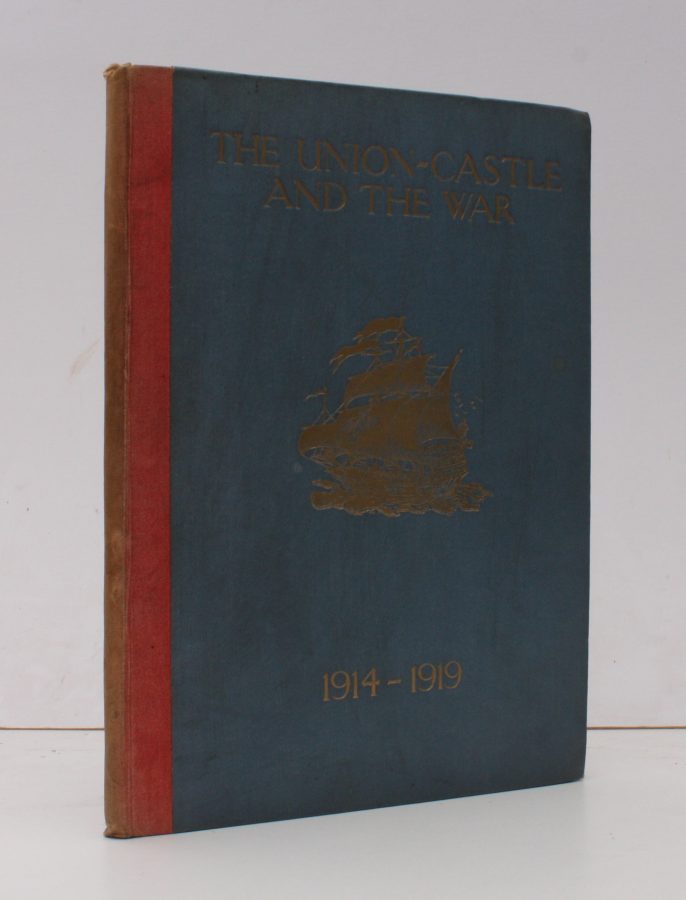 THE UNION-CASTLE
AND THE WAR
1914-1919